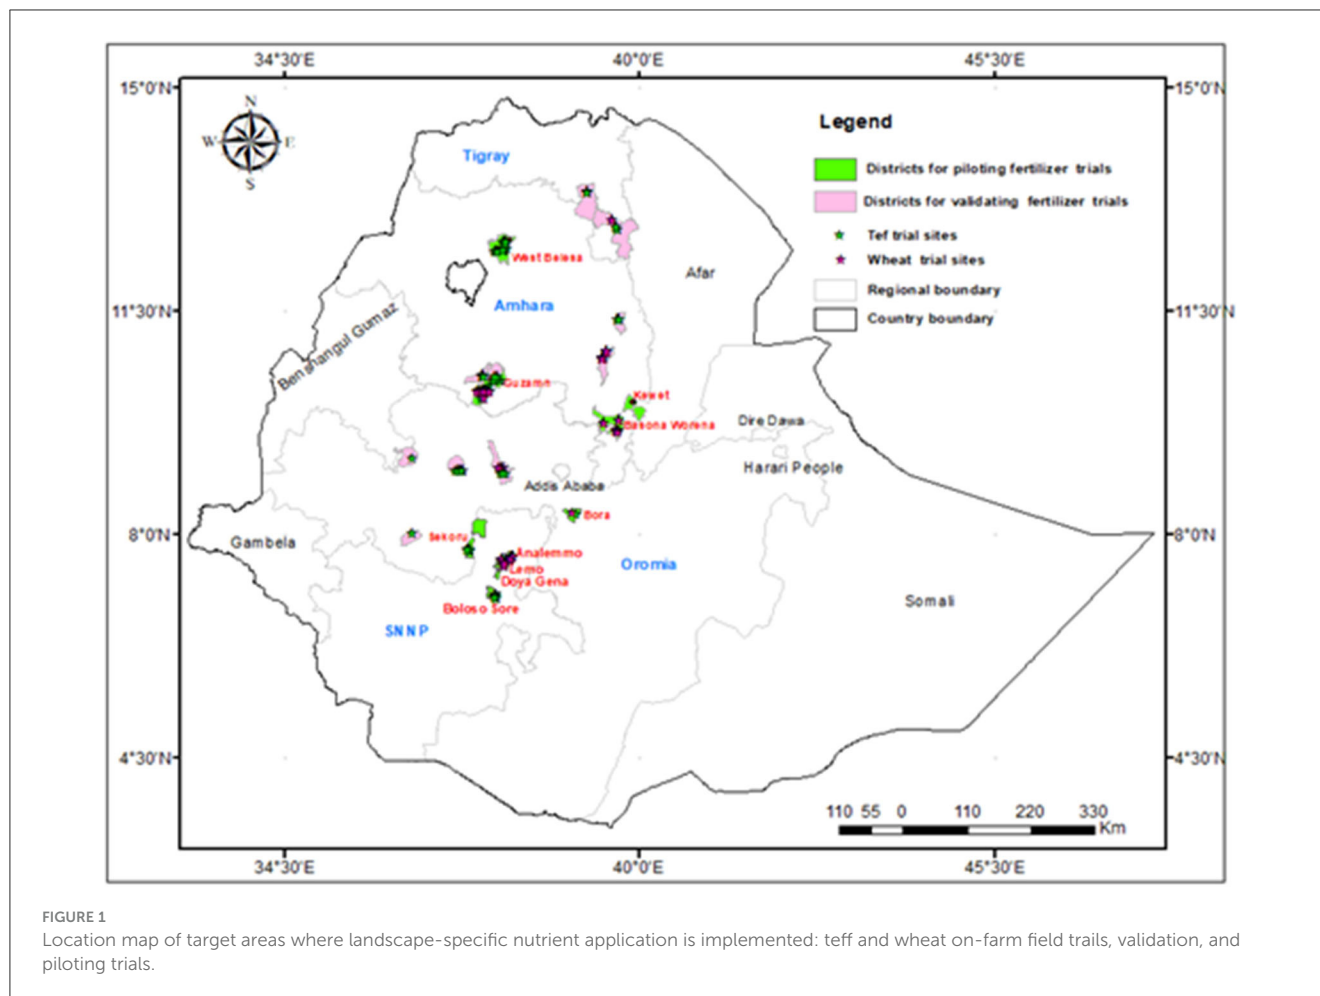 34°30'E 40°0'E 45°30'E
15°0'N 15°0'N
N
W E
S
Legend
Districts for piloting fertilizer trials
Districts for validating fertilizer trials
Tef trial sites
Wheat trial sites
Regional boundary
Country boundary
Tigray
West Belesa
Afar
Amhara
11°30'N 11°30'N
Benshangul Gumaz
Guzamn
Kewet
Basona Worena
Dire Dawa
Harari People
Addis Ababa
Bora
8°0'N 8°0'N
Gambela
Sekoru
Analemmo
Lemo
Doya Gena
Boloso Sore
Oromia
Somali
SNNP
4°30'N 4°30'N
110 55 0 110 220 330
Km
34°30'E 40°0'E 45°30'E
FIGURE 1
Location map of target areas where landscape-specific nutrient application is implemented: teff and wheat on-farm field trails, validation, and
piloting trials.